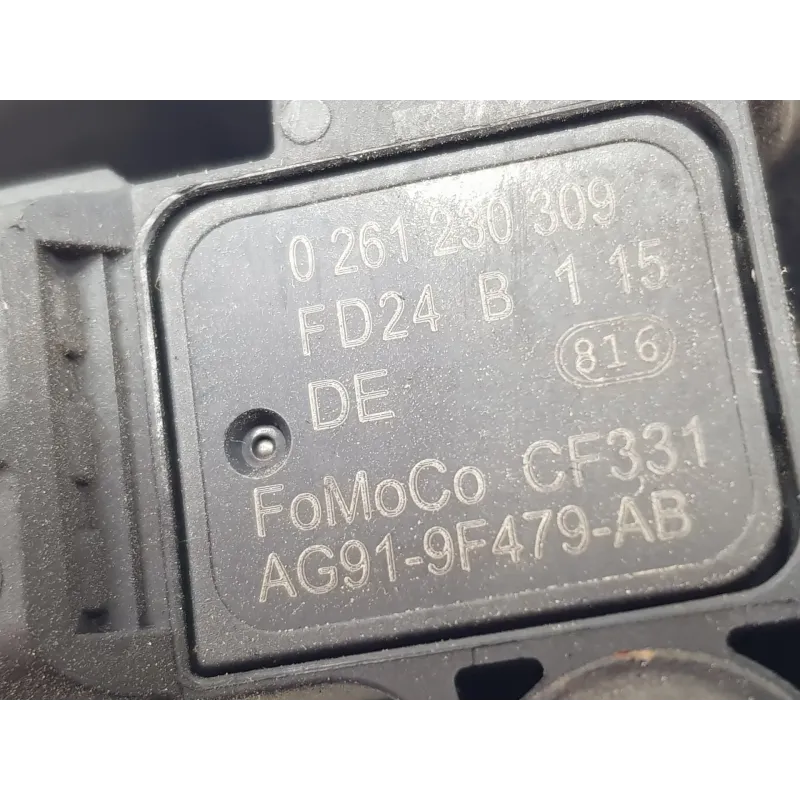 0 261 230 309
FD24 B 1 15
816
DE
FoMoCo CF331
AG91-9F479-AB